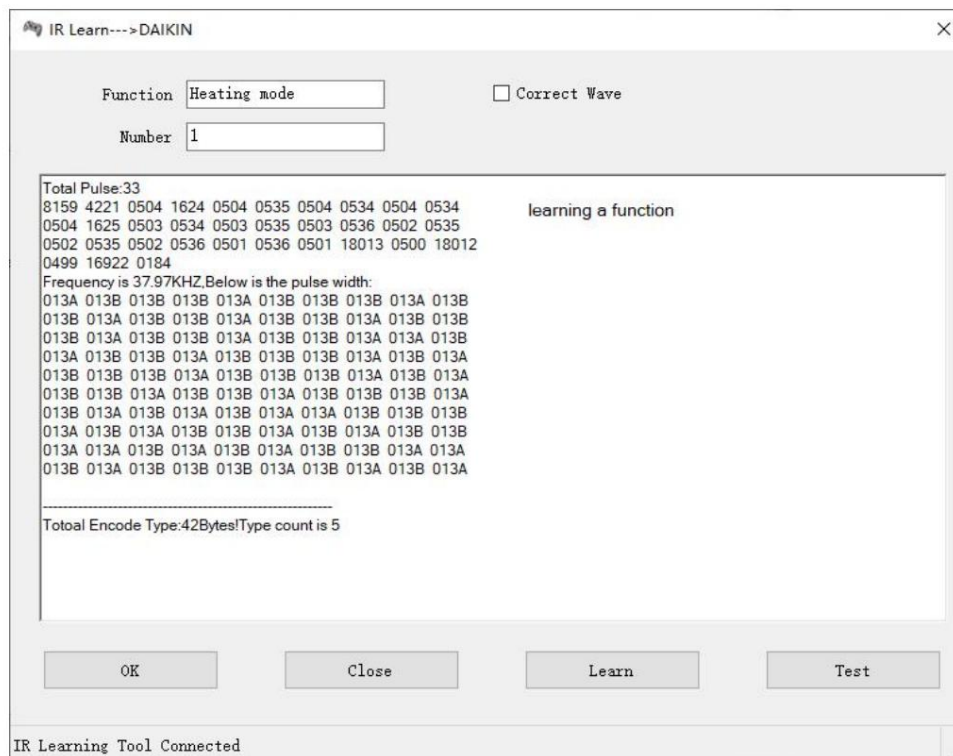 IR Learn--->DAIKIN
Function Heating mode
Correct Wave
Number 1
Total Pulse:33
8159 4221 0504 1624 0504 0535 0504 0534 0504 0534
learning a function
0504 1625 0503 0534 0503 0535 0503 0536 0502 0535
0502 0535 0502 0536 0501 0536 0501 18013 0500 18012
0499 16922 0184
Frequency is 37.97KHZ,Below is the pulse width:
013A 013B 013B 013B 013A 013B 013B 013B 013A 013B
013B 013A 013B 013B 013A 013B 013B 013A 013B 013B
013B 013A 013B 013B 013A 013B 013B 013A 013A 013B
013A 013B 013B 013A 013B 013B 013B 013A 013B 013A
013B 013B 013B 013A 013B 013B 013B 013A 013B 013A
013B 013B 013A 013B 013B 013A 013B 013B 013B 013A
013B 013A 013B 013A 013B 013A 013A 013B 013B 013B
013A 013B 013A 013B 013B 013B 013B 013A 013B 013B
013A 013A 013B 013A 013B 013A 013B 013B 013A 013A
013B 013A 013B 013B 013B 013A 013B 013A 013B 013A
------------------------------------------------------------
Totoal Encode Type:42Bytes!Type count is 5
OK Close Learn Test
IR Learning Tool Connected